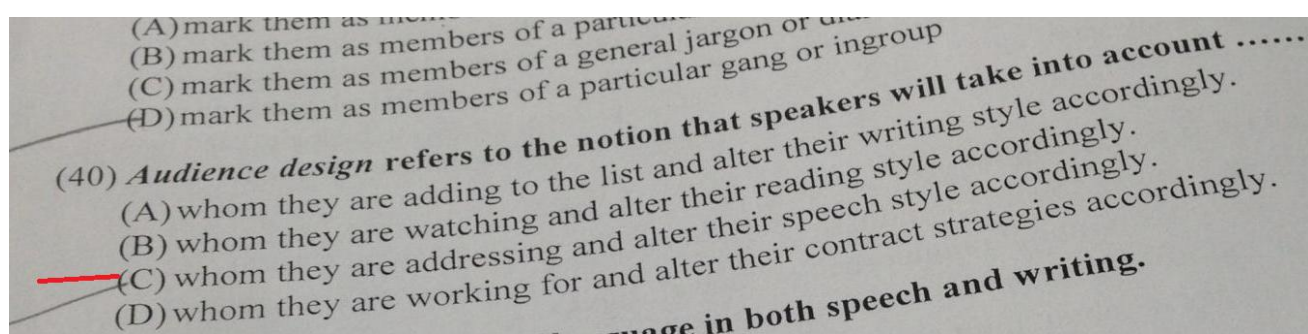 (A) mark them as
(B) mark them as members of a
(C) mark them as members of a general jargon or
(D) mark them as members of a particular gang or ingroup
(40) Audience design refers to the notion that speakers will take into account ......
(A) whom they are adding to the list and alter their writing style accordingly.
(B) whom they are watching and alter their reading style accordingly.
(C) whom they are addressing and alter their speech style accordingly.
(D) whom they are working for and alter their contract strategies accordingly.
in both speech and writing.